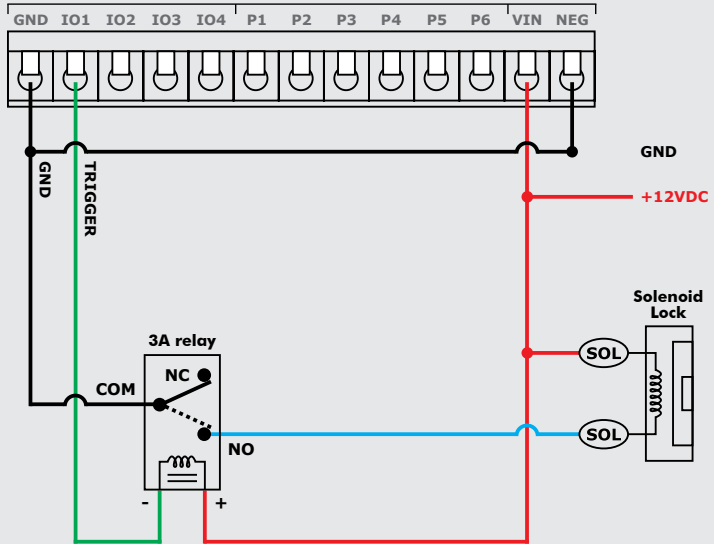 GND IO1 IO2 IO3 IO4 P1 P2 P3 P4 P5 P6 VIN NEG
GND
TRIGGER
GND
+12VDC
Solenoid
Lock
3A relay
SOL
NC
COM
SOL
NO
- +